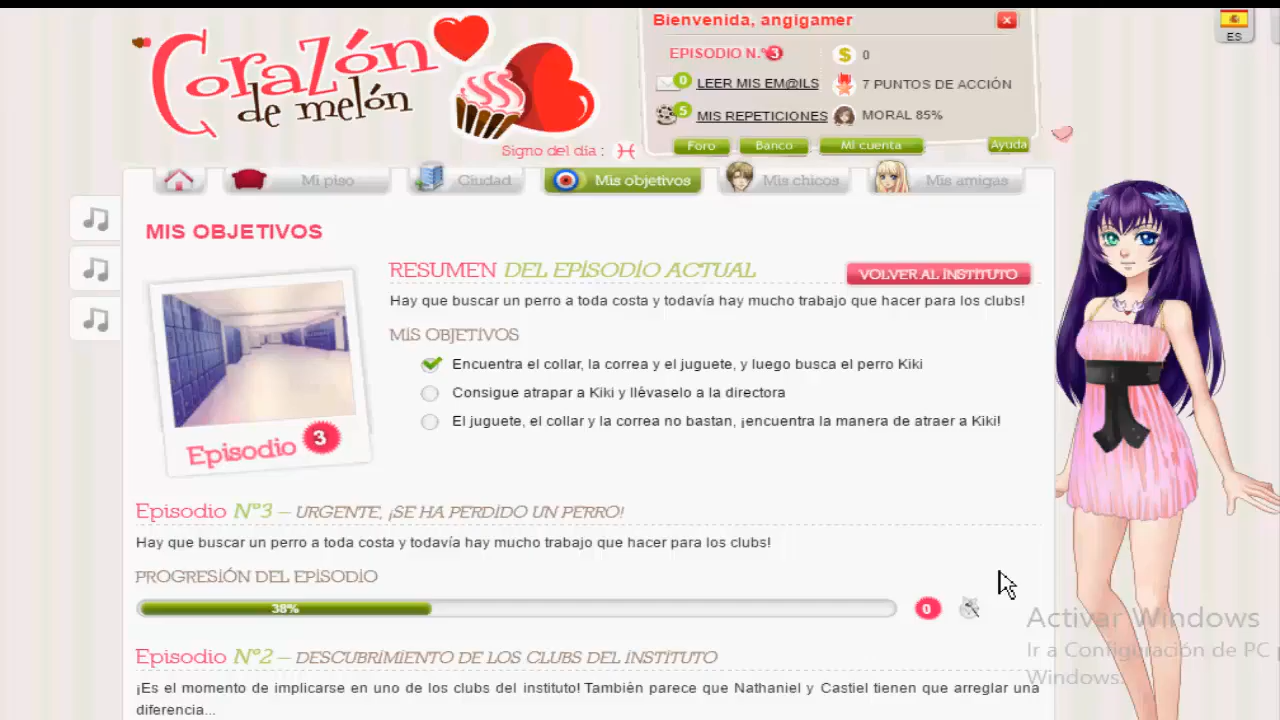 Corazón
de melón
Bienvenida, angigamer
EPISODIO N.º 3
0
0
LEER MIS EM@ILS
7 PUNTOS DE ACCIÓN
5
MIS REPETICIONES
MORAL 85%
Signo del día :
Foro
Banco
Mi cuenta
Ayuda
ES
Mi piso
Ciudad
Mis objetivos
Mis chicos
Mis amigas
MIS OBJETIVOS
RESUMEN DEL EPISODIO ACTUAL
VOLVER AL INSTITUTO
Hay que buscar un perro a toda costa y todavía hay mucho trabajo que hacer para los clubs!
MIS OBJETIVOS
Encuentra el collar, la correa y el juguete, y luego busca el perro Kiki
Consigue atrapar a Kiki y llévaselo a la directora
El juguete, el collar y la correa no bastan, ¡encuentra la manera de atraer a Kiki!
Episodio 3
Episodio N°3 – URGENTE, ¡SE HA PERDIDO UN PERRO!
Hay que buscar un perro a toda costa y todavía hay mucho trabajo que hacer para los clubs!
PROGRESIÓN DEL EPISODIO
38%
0
Episodio N°2 – DESCUBRIMIENTO DE LOS CLUBS DEL INSTITUTO
¡Es el momento de implicarse en uno de los clubs del instituto! También parece que Nathaniel y Castiel tienen que arreglar una
diferencia...
Activar Windows
Ir a Configuración de PC p
Windows.